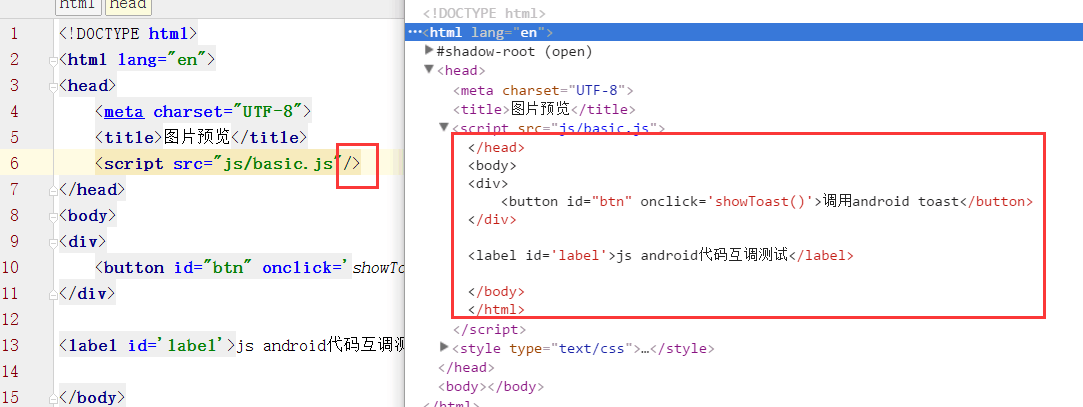 html head
1 <!DOCTYPE html>
2 <html lang="en">
3 <head>
4 <meta charset="UTF-8">
5 <title>图片预览</title>
6 <script src="js/basic.js"/>
7 </head>
8 <body>
9 <div>
10 <button id="btn" onclick='showTo
11 </div>
12
13 <label id='label'>js android代码互调测
14
15 </body>
<!DOCTYPE html>
···<html lang="en">
▶#shadow-root (open)
▼<head>
<meta charset="UTF-8">
<title>图片预览</title>
▼<script src="js/basic.js">
</head>
<body>
<div>
<button id="btn" onclick='showToast()'>调用android toast</button>
</div>
<label id='label'>js android代码互调测试</label>
</body>
</html>
</script>
▶<style type="text/css">…</style>
</head>
<body></body>
</html>